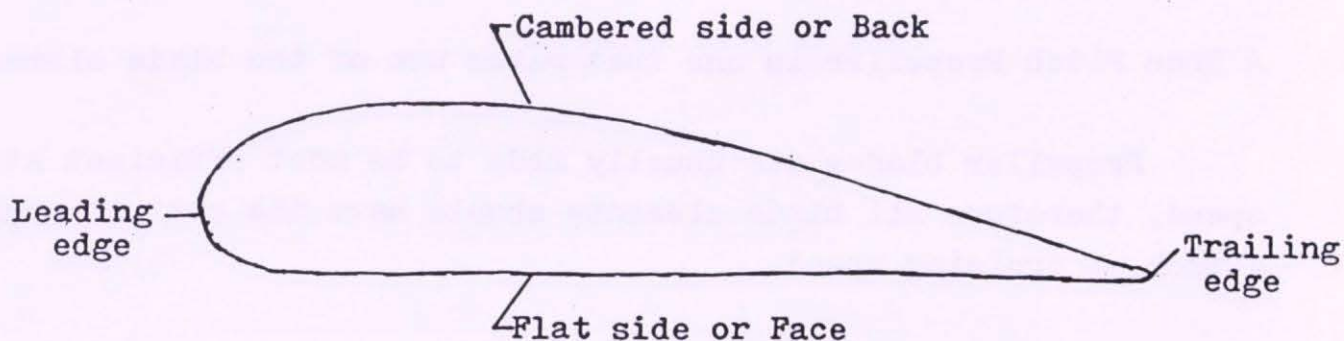 Cambered side or Back
Leading
edge
Trailing
edge
Flat side or Face